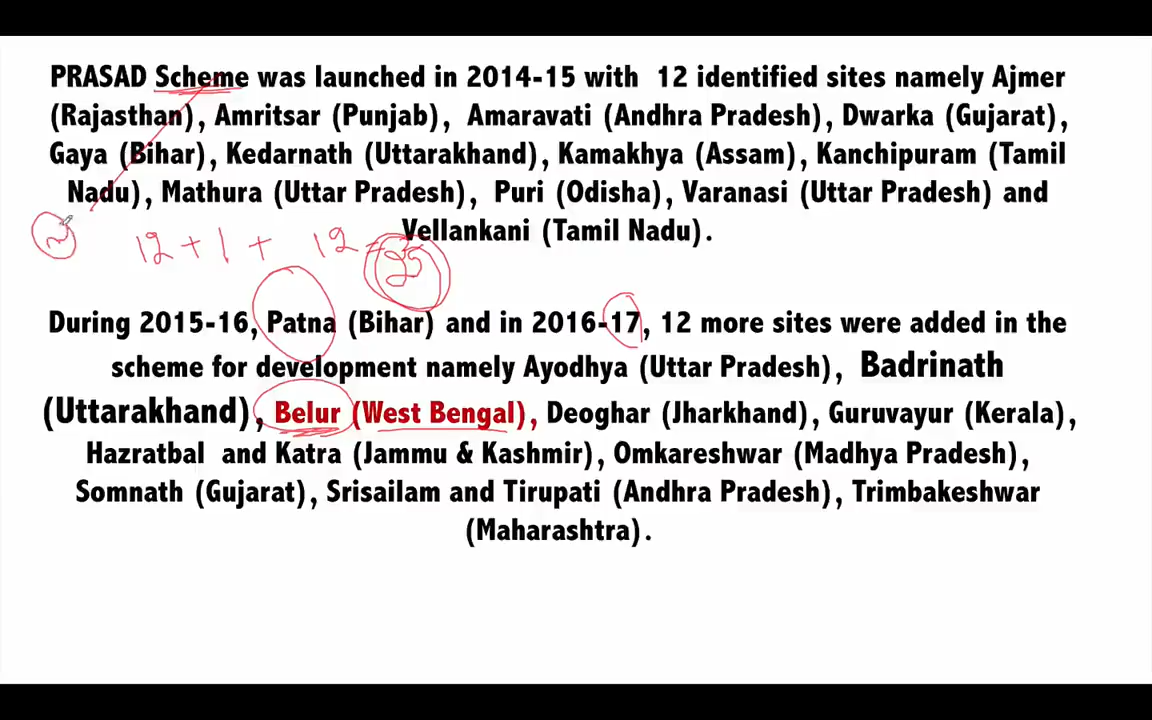 PRASAD Scheme was launched in 2014-15 with 12 identified sites namely Ajmer
(Rajasthan), Amritsar (Punjab), Amaravati (Andhra Pradesh), Dwarka (Gujarat),
Gaya (Bihar), Kedarnath (Uttarakhand), Kamakhya (Assam), Kanchipuram (Tamil
Nadu), Mathura (Uttar Pradesh), Puri (Odisha), Varanasi (Uttar Pradesh) and
Vellankani (Tamil Nadu).
12 + 1 + 12 = 25
During 2015-16, Patna (Bihar) and in 2016-17, 12 more sites were added in the
scheme for development namely Ayodhya (Uttar Pradesh), Badrinath
(Uttarakhand), Belur (West Bengal), Deoghar (Jharkhand), Guruvayur (Kerala),
Hazratbal and Katra (Jammu & Kashmir), Omkareshwar (Madhya Pradesh),
Somnath (Gujarat), Srisailam and Tirupati (Andhra Pradesh), Trimbakeshwar
(Maharashtra).